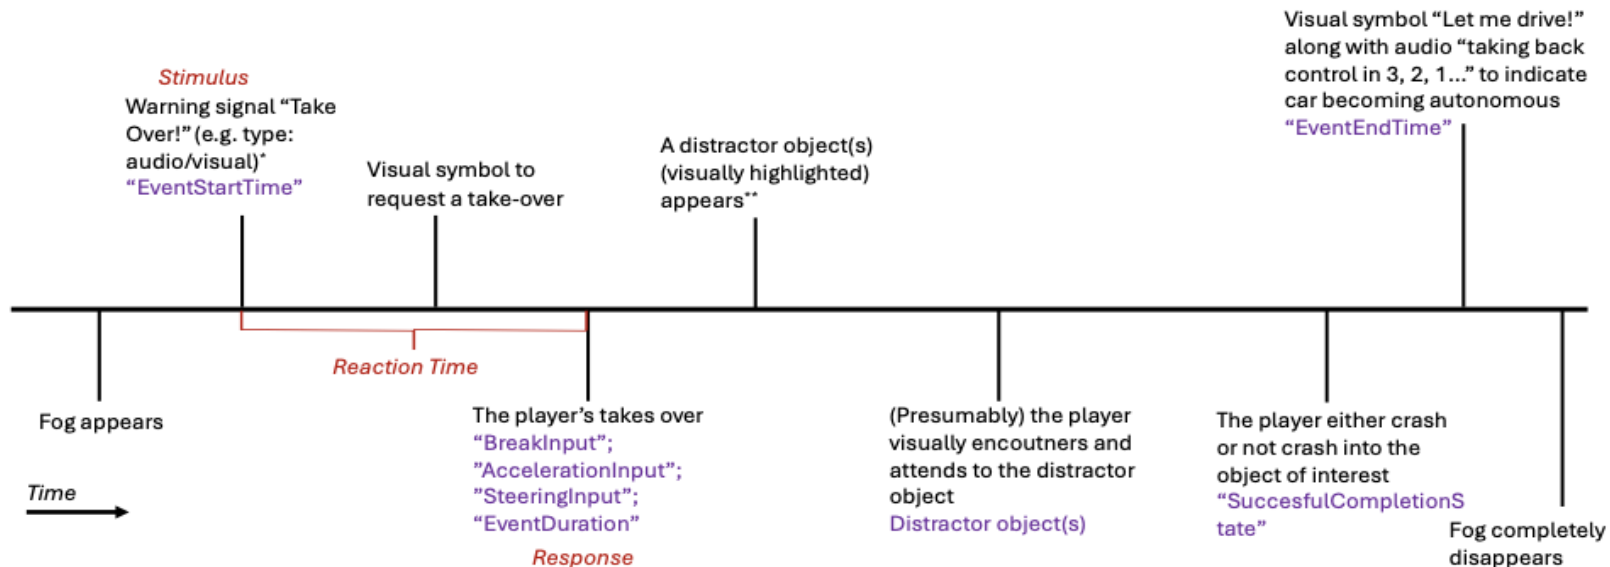 Stimulus
Warning signal “Take
Over!” (e.g. type:
audio/visual)*
“EventStartTime”
Visual symbol to
request a take-over
A distractor object(s)
(visually highlighted)
appears**
Visual symbol “Let me drive!”
along with audio “taking back
control in 3, 2, 1...” to indicate
car becoming autonomous
“EventEndTime”
Fog appears
Time
Reaction Time
The player’s takes over
“BreakInput”;
”AccelerationInput”;
”SteeringInput”;
“EventDuration”
Response
(Presumably) the player
visually encoutners and
attends to the distractor
object
Distractor object(s)
The player either crash
or not crash into the
object of interest
“SuccesfulCompletionS
tate”
Fog completely
disappears